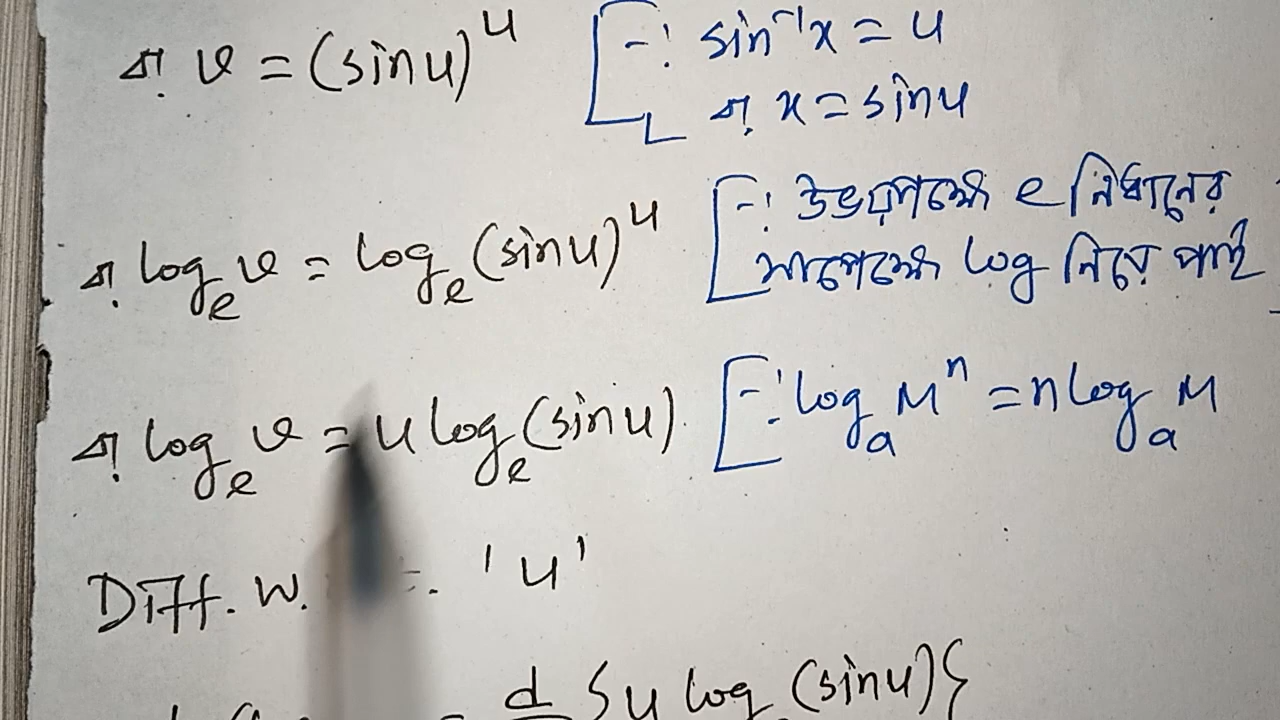 বা, v = (sin u)^u [∵ sin⁻¹x = u
বা, x = sin u
বা, log_e v = log_e (sin u)^u [∵ উভয়পক্ষে e নিধানের
সাপেক্ষে log নিয়ে পাই
বা, log_e v = u log_e (sin u). [∵ log_a M^n = n log_a M
Diff. w. 'u'
d {u log (sin u)}